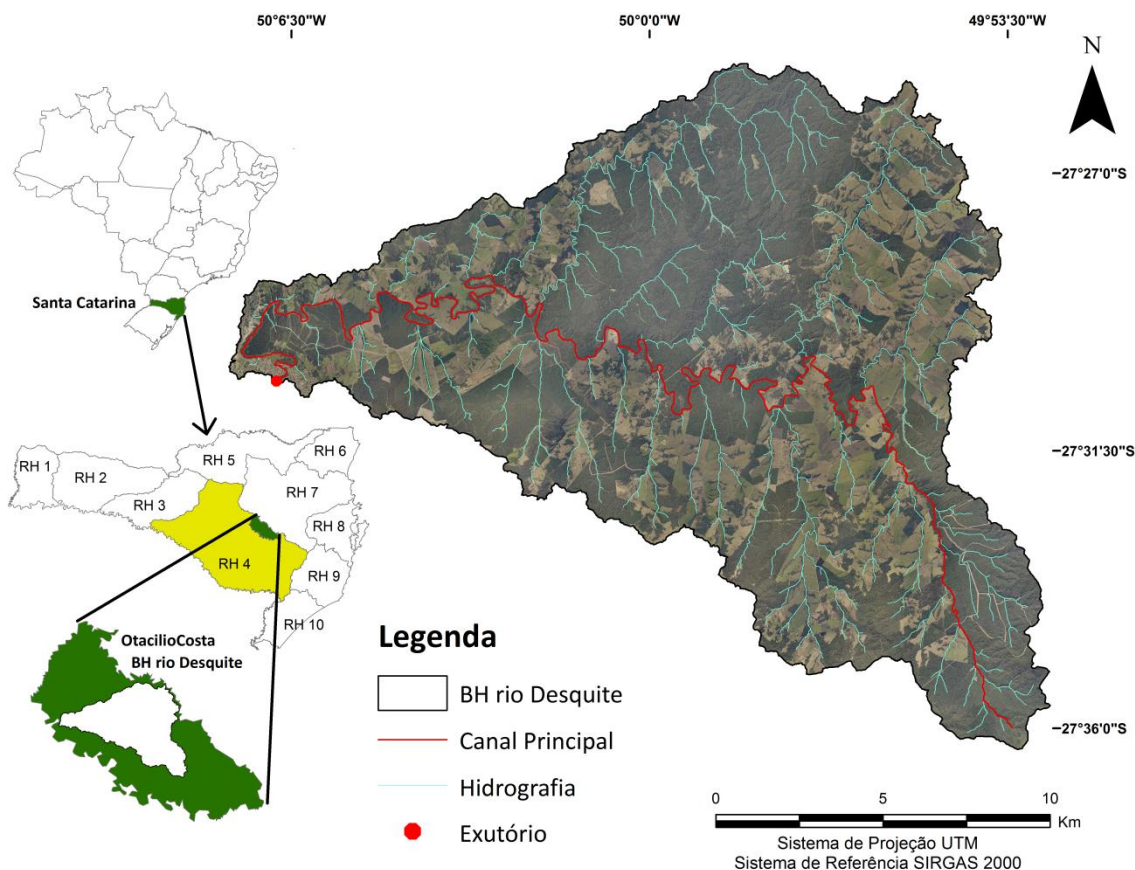 50°6'30"W
50°0'0"W
49°53'30"W
N
27°27'0"S
27°31'30"S
27°36'0"S
Santa Catarina
RH 1
RH 2
RH 3
RH 4
RH 5
RH 6
RH 7
RH 8
RH 9
RH 10
OtacilioCosta
BH rio Desquite
Legenda
BH rio Desquite
Canal Principal
Hidrografia
Exutório
0 5 10
Km
Sistema de Projeção UTM
Sistema de Referência SIRGAS 2000